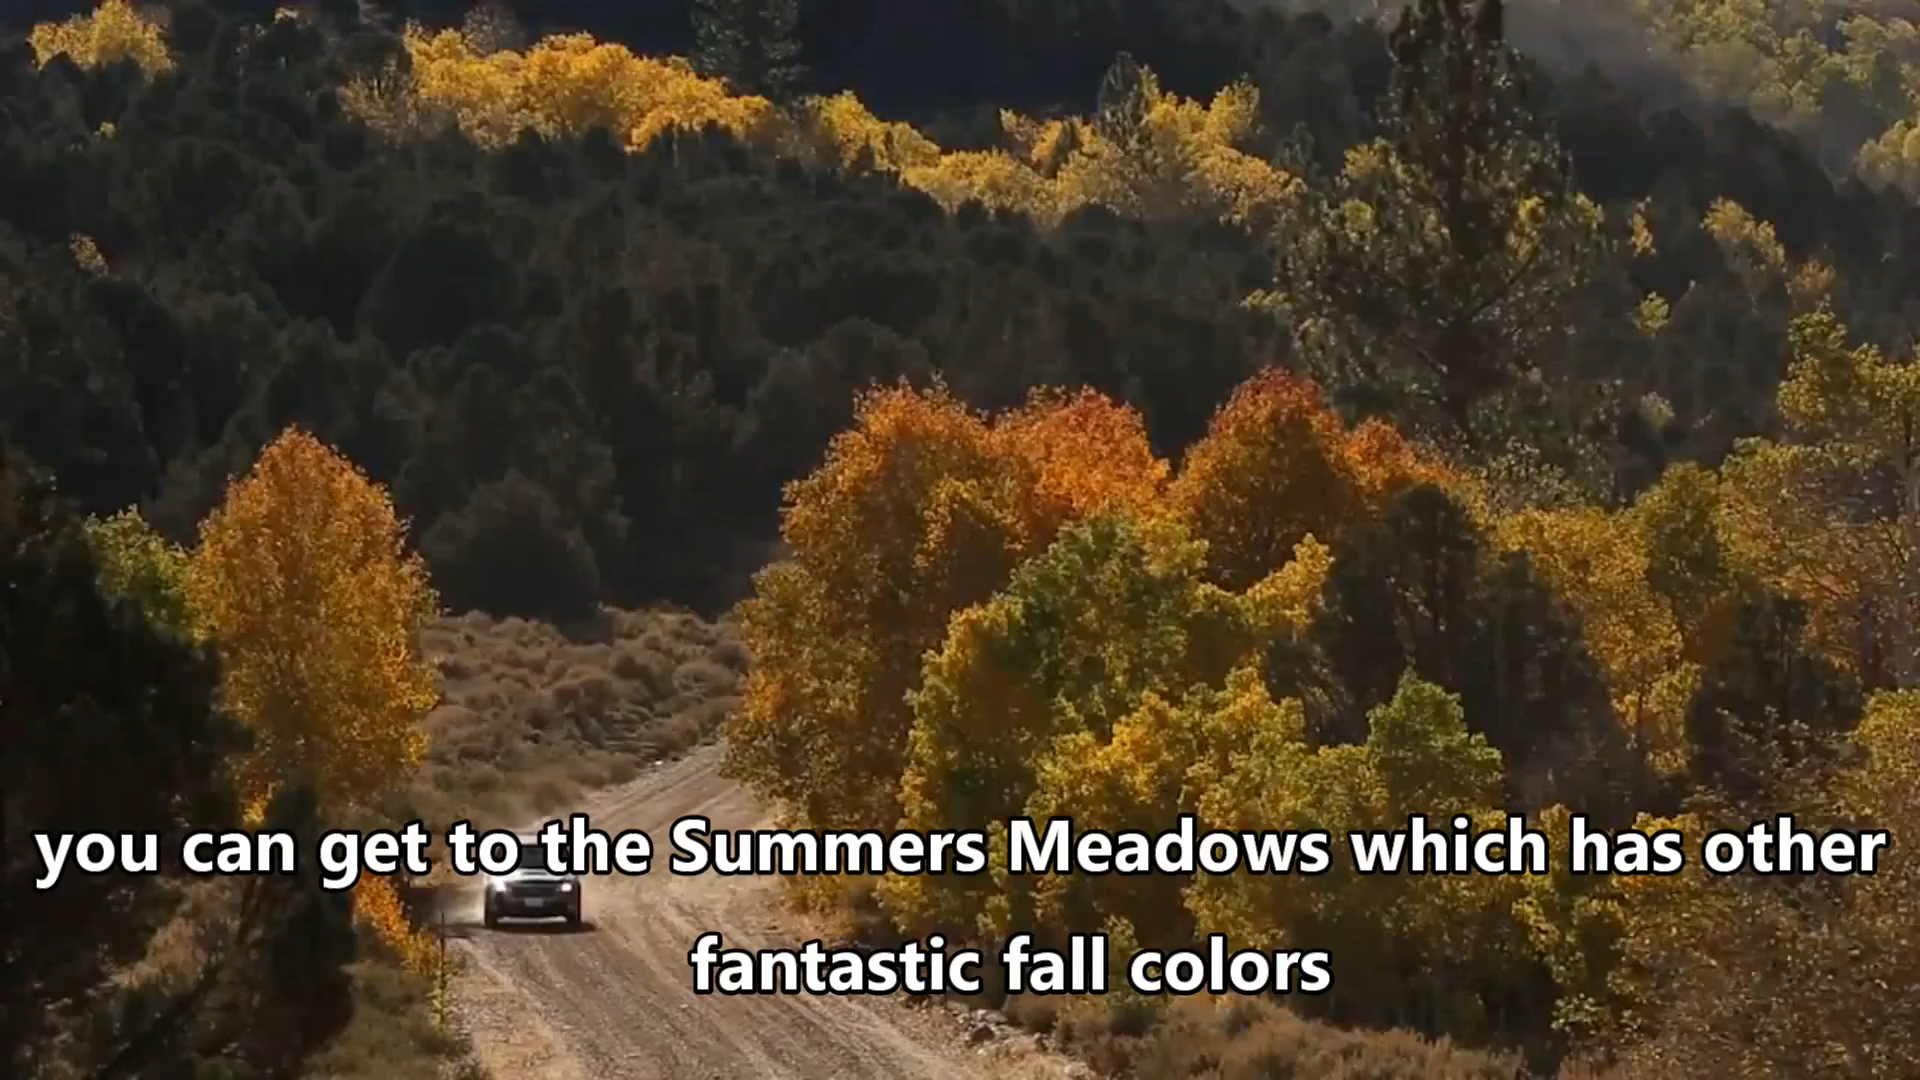 you can get to the Summers Meadows which has other
fantastic fall colors